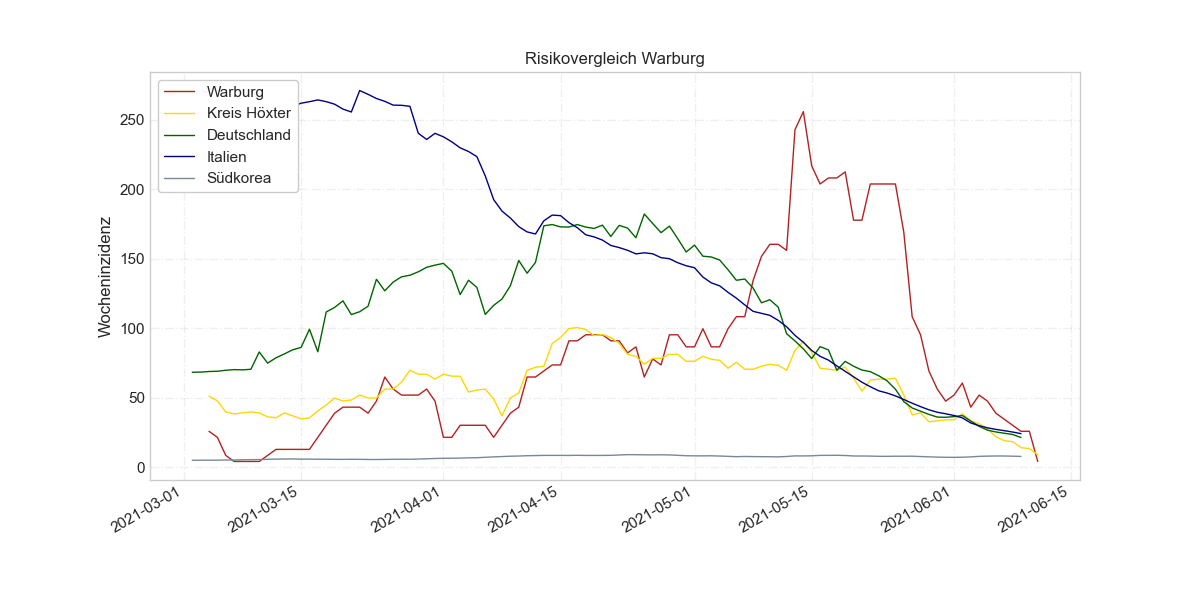 Risikovergleich Warburg
Warburg
Kreis Höxter
Deutschland
Italien
Südkorea
Wocheninzidenz
250
200
150
100
50
0
2021-03-01
2021-03-15
2021-04-01
2021-04-15
2021-05-01
2021-05-15
2021-06-01
2021-06-15